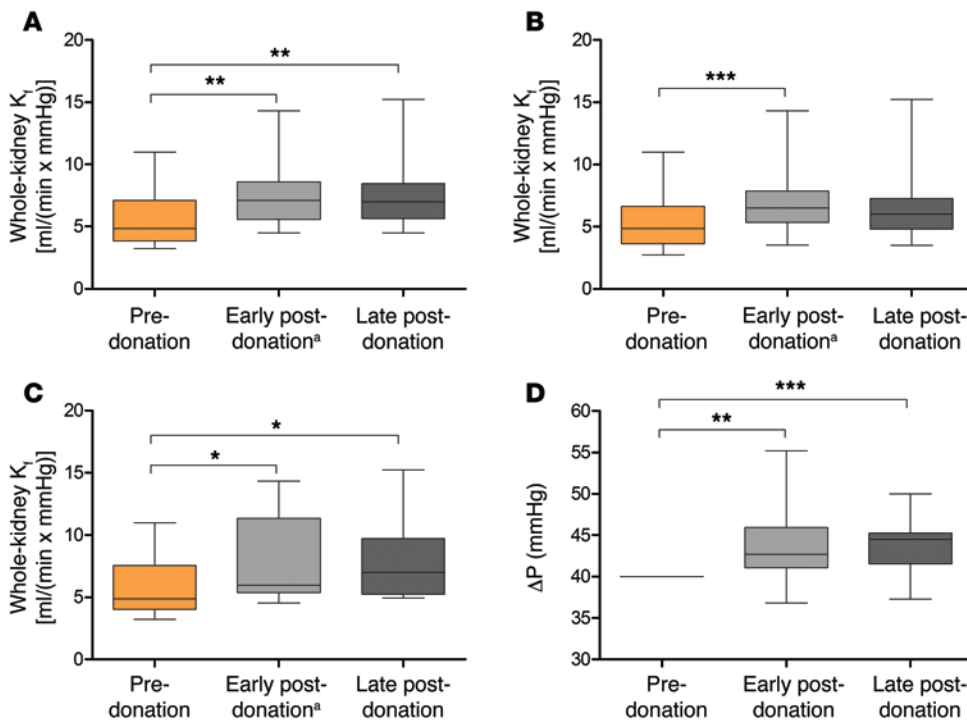 A
Whole-kidney Kf
[ml/(min x mmHg)]
20
15
10
5
0
**
**
Pre-
donation
Early post-
donationª
Late post-
donation
B
Whole-kidney Kf
[ml/(min x mmHg)]
20
15
10
5
0
***
Pre-
donation
Early post-
donationª
Late post-
donation
C
Whole-kidney Kf
[ml/(min x mmHg)]
20
15
10
5
0
*
*
Pre-
donation
Early post-
donationª
Late post-
donation
D
ΔP (mmHg)
60
55
50
45
40
35
30
***
**
Pre-
donation
Early post-
donation
Late post-
donation